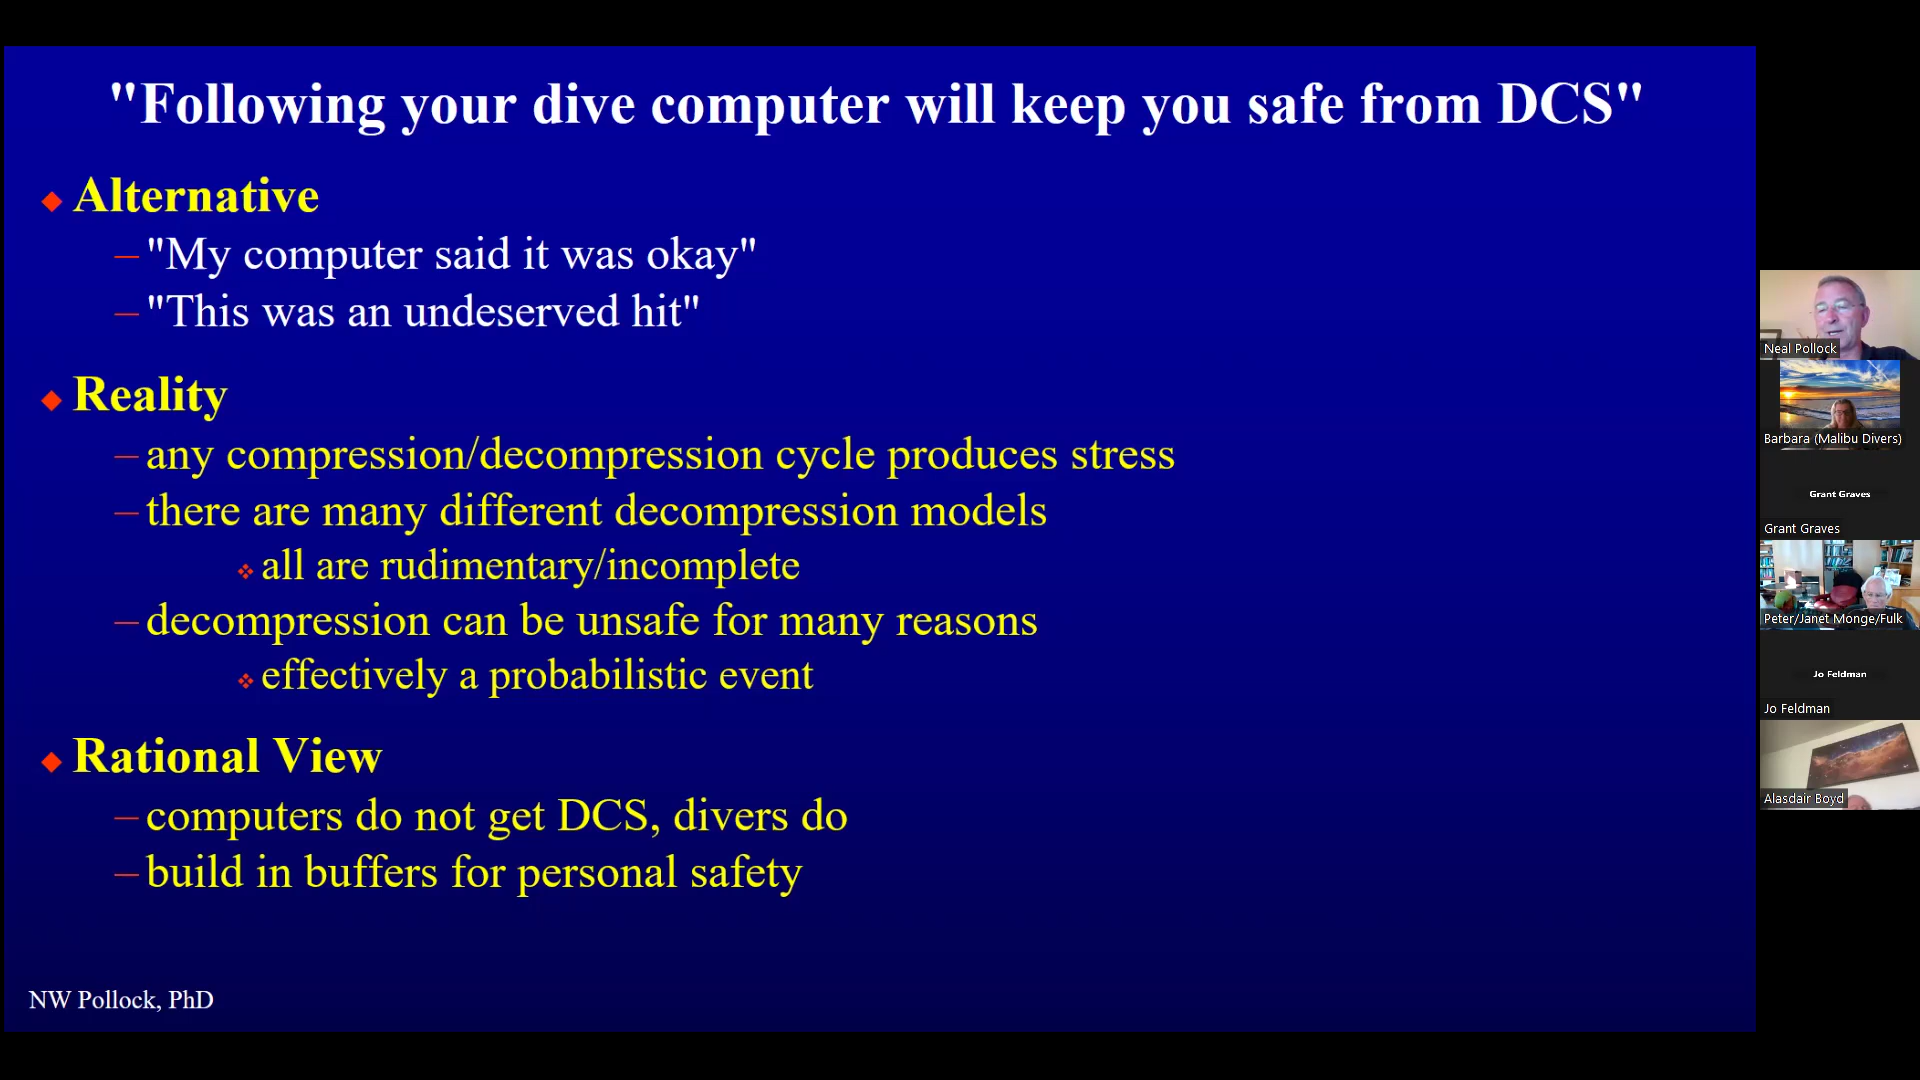 "Following your dive computer will keep you safe from DCS"
Alternative
– "My computer said it was okay"
– "This was an undeserved hit"
Reality
– any compression/decompression cycle produces stress
– there are many different decompression models
all are rudimentary/incomplete
– decompression can be unsafe for many reasons
effectively a probabilistic event
Rational View
– computers do not get DCS, divers do
– build in buffers for personal safety
NW Pollock, PhD
Neal Pollock
Barbara (Malibu Divers)
Grant Graves
Grant Graves
Peter/Janet Monge/Fulk
Jo Feldman
Jo Feldman
Alasdair Boyd